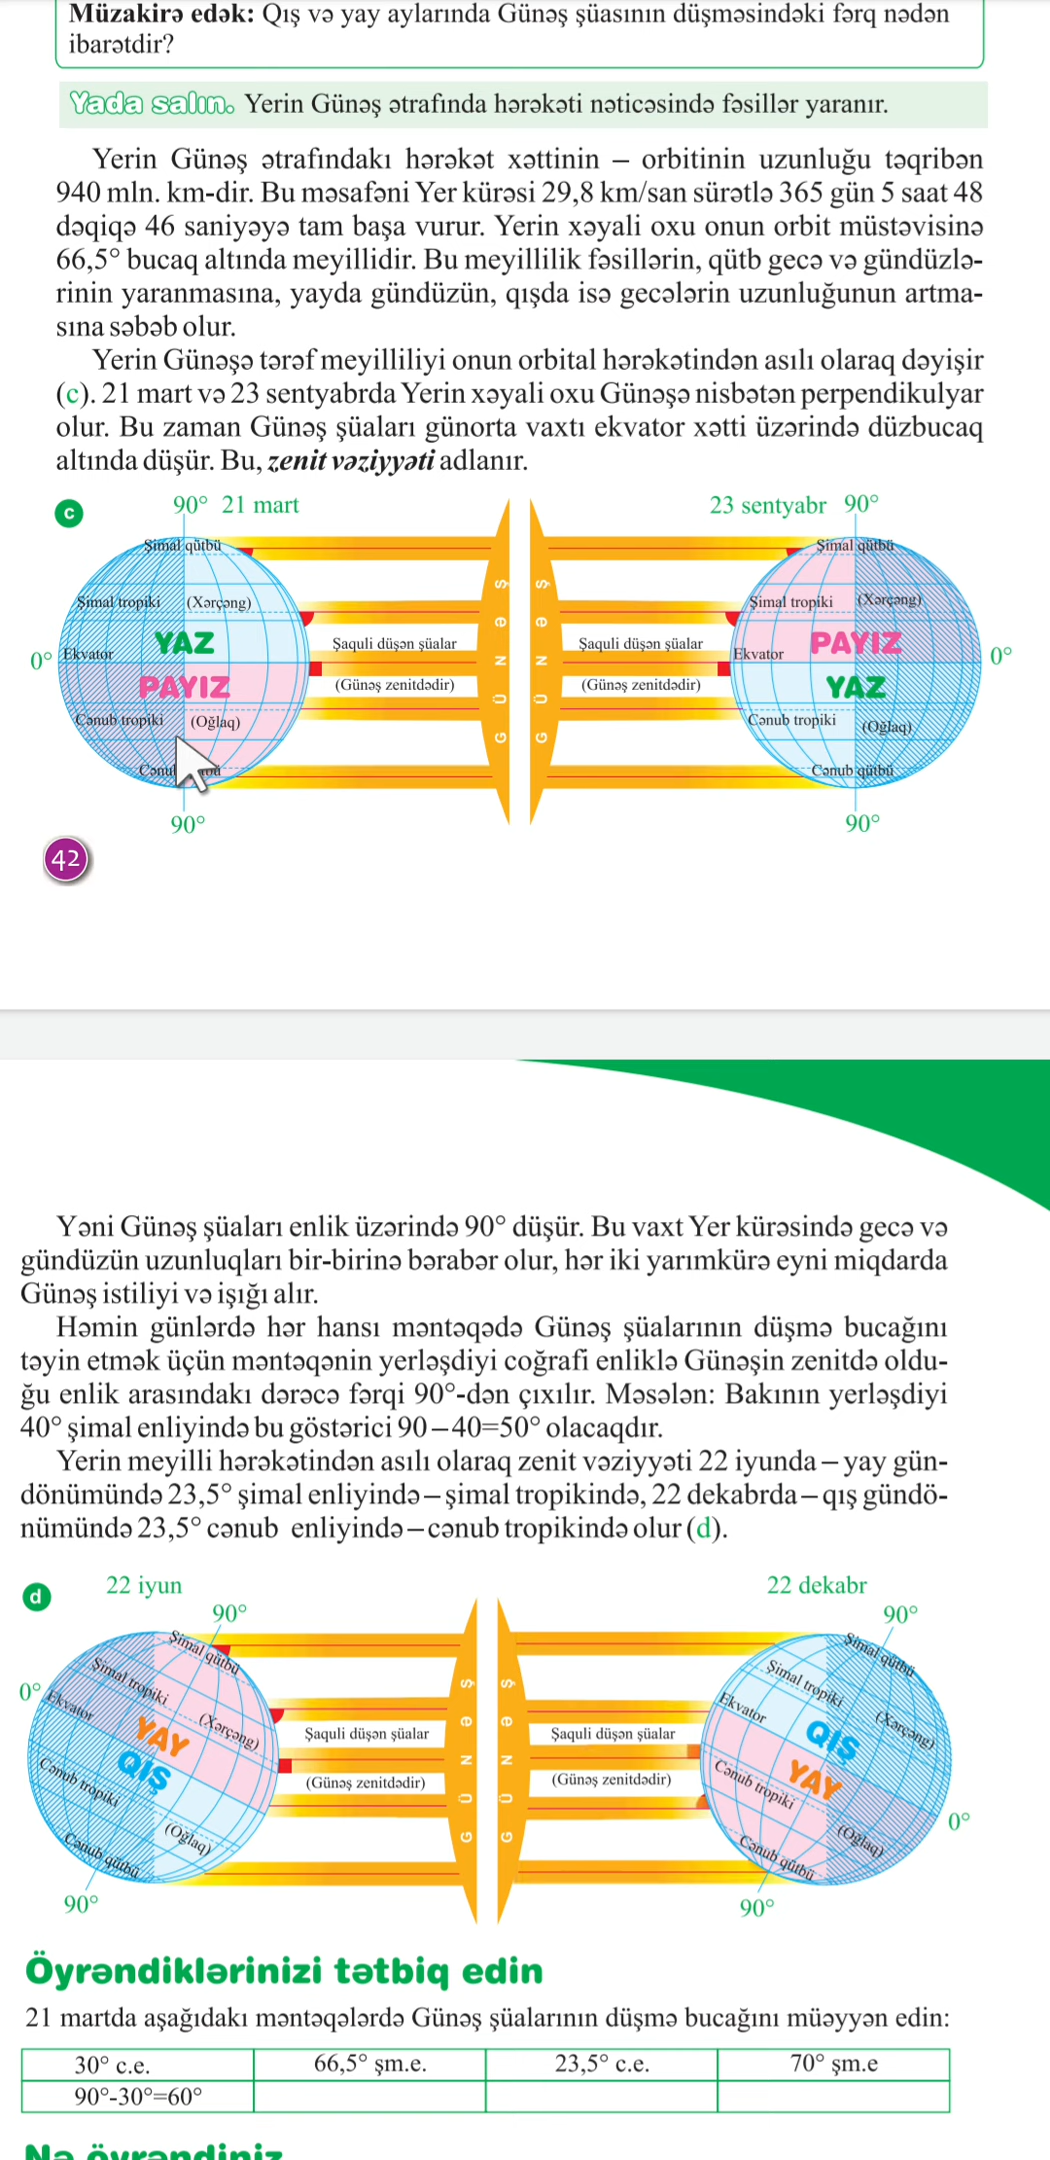 Müzakirə edək: Qış və yay aylarında Günəş şüasının düşməsindəki fərq nədən
ibarətdir?
Yada salın. Yerin Günəş ətrafında hərəkəti nəticəsində fəsillər yaranır.
Yerin Günəş ətrafındakı hərəkət xəttinin – orbitinin uzunluğu təqribən
940 mln. km-dir. Bu məsafəni Yer kürəsi 29,8 km/san sürətlə 365 gün 5 saat 48
dəqiqə 46 saniyəyə tam başa vurur. Yerin xəyali oxu onun orbit müstəvisinə
66,5° bucaq altında meyillidir. Bu meyillilik fəsillərin, qütb gecə və gündüzlə-
rinin yaranmasına, yayda gündüzün, qışda isə gecələrin uzunluğunun artma-
sına səbəb olur.
Yerin Günəşə tərəf meyilliliyi onun orbital hərəkətindən asılı olaraq dəyişir
(c). 21 mart və 23 sentyabrda Yerin xəyali oxu Günəşə nisbətən perpendikulyar
olur. Bu zaman Günəş şüaları günorta vaxtı ekvator xətti üzərində düzbucaq
altında düşür. Bu, zenit vəziyyəti adlanır.
c
90° 21 mart
Şimal qütbü
Şimal tropiki (Xərçəng)
YAZ
0° Ekvator
PAYIZ
Cənub tropiki (Oğlaq)
90°
Şaquli düşən şüalar
(Günəş zenitdədir)
GÜNƏŞ
GÜNƏŞ
23 sentyabr 90°
Şimal qütbü
Şimal tropiki (Xərçəng)
Şaquli düşən şüalar
(Günəş zenitdədir)
PAYIZ
Ekvator
0°
YAZ
Cənub tropiki (Oğlaq)
Cənub qütbü
90°
42
Yəni Günəş şüaları enlik üzərində 90° düşür. Bu vaxt Yer kürəsində gecə və
gündüzün uzunluqları bir-birinə bərabər olur, hər iki yarımkürə eyni miqdarda
Günəş istiliyi və işığı alır.
Həmin günlərdə hər hansı məntəqədə Günəş şüalarının düşmə bucağını
təyin etmək üçün məntəqənin yerləşdiyi coğrafi enliklə Günəşin zenitdə oldu-
ğu enlik arasındakı dərəcə fərqi 90°-dən çıxılır. Məsələn: Bakının yerləşdiyi
40° şimal enliyində bu göstərici 90–40=50° olacaqdır.
Yerin meyilli hərəkətindən asılı olaraq zenit vəziyyəti 22 iyunda – yay gün-
dönümündə 23,5° şimal enliyində – şimal tropikində, 22 dekabrda – qış gündö-
nümündə 23,5° cənub enliyində – cənub tropikində olur (d).
d
22 iyun
90°
Şimal qütbü
Şimal tropiki (Xərçəng)
0° Ekvator
YAY
QIŞ
Cənub tropiki (Oğlaq)
Cənub qütbü
90°
Şaquli düşən şüalar
(Günəş zenitdədir)
GÜNƏŞ
GÜNƏŞ
22 dekabr
90°
Şimal qütbü
Şimal tropiki (Xərçəng)
Ekvator
QIŞ
Şaquli düşən şüalar
(Günəş zenitdədir)
YAY
Cənub tropiki (Oğlaq)
0°
Cənub qütbü
90°
Öyrəndiklərinizi tətbiq edin
21 martda aşağıdakı məntəqələrdə Günəş şüalarının düşmə bucağını müəyyən edin:
30° c.e. 66,5° şm.e. 23,5° c.e. 70° şm.e
90°-30°=60°
Nə öyrəndiniz